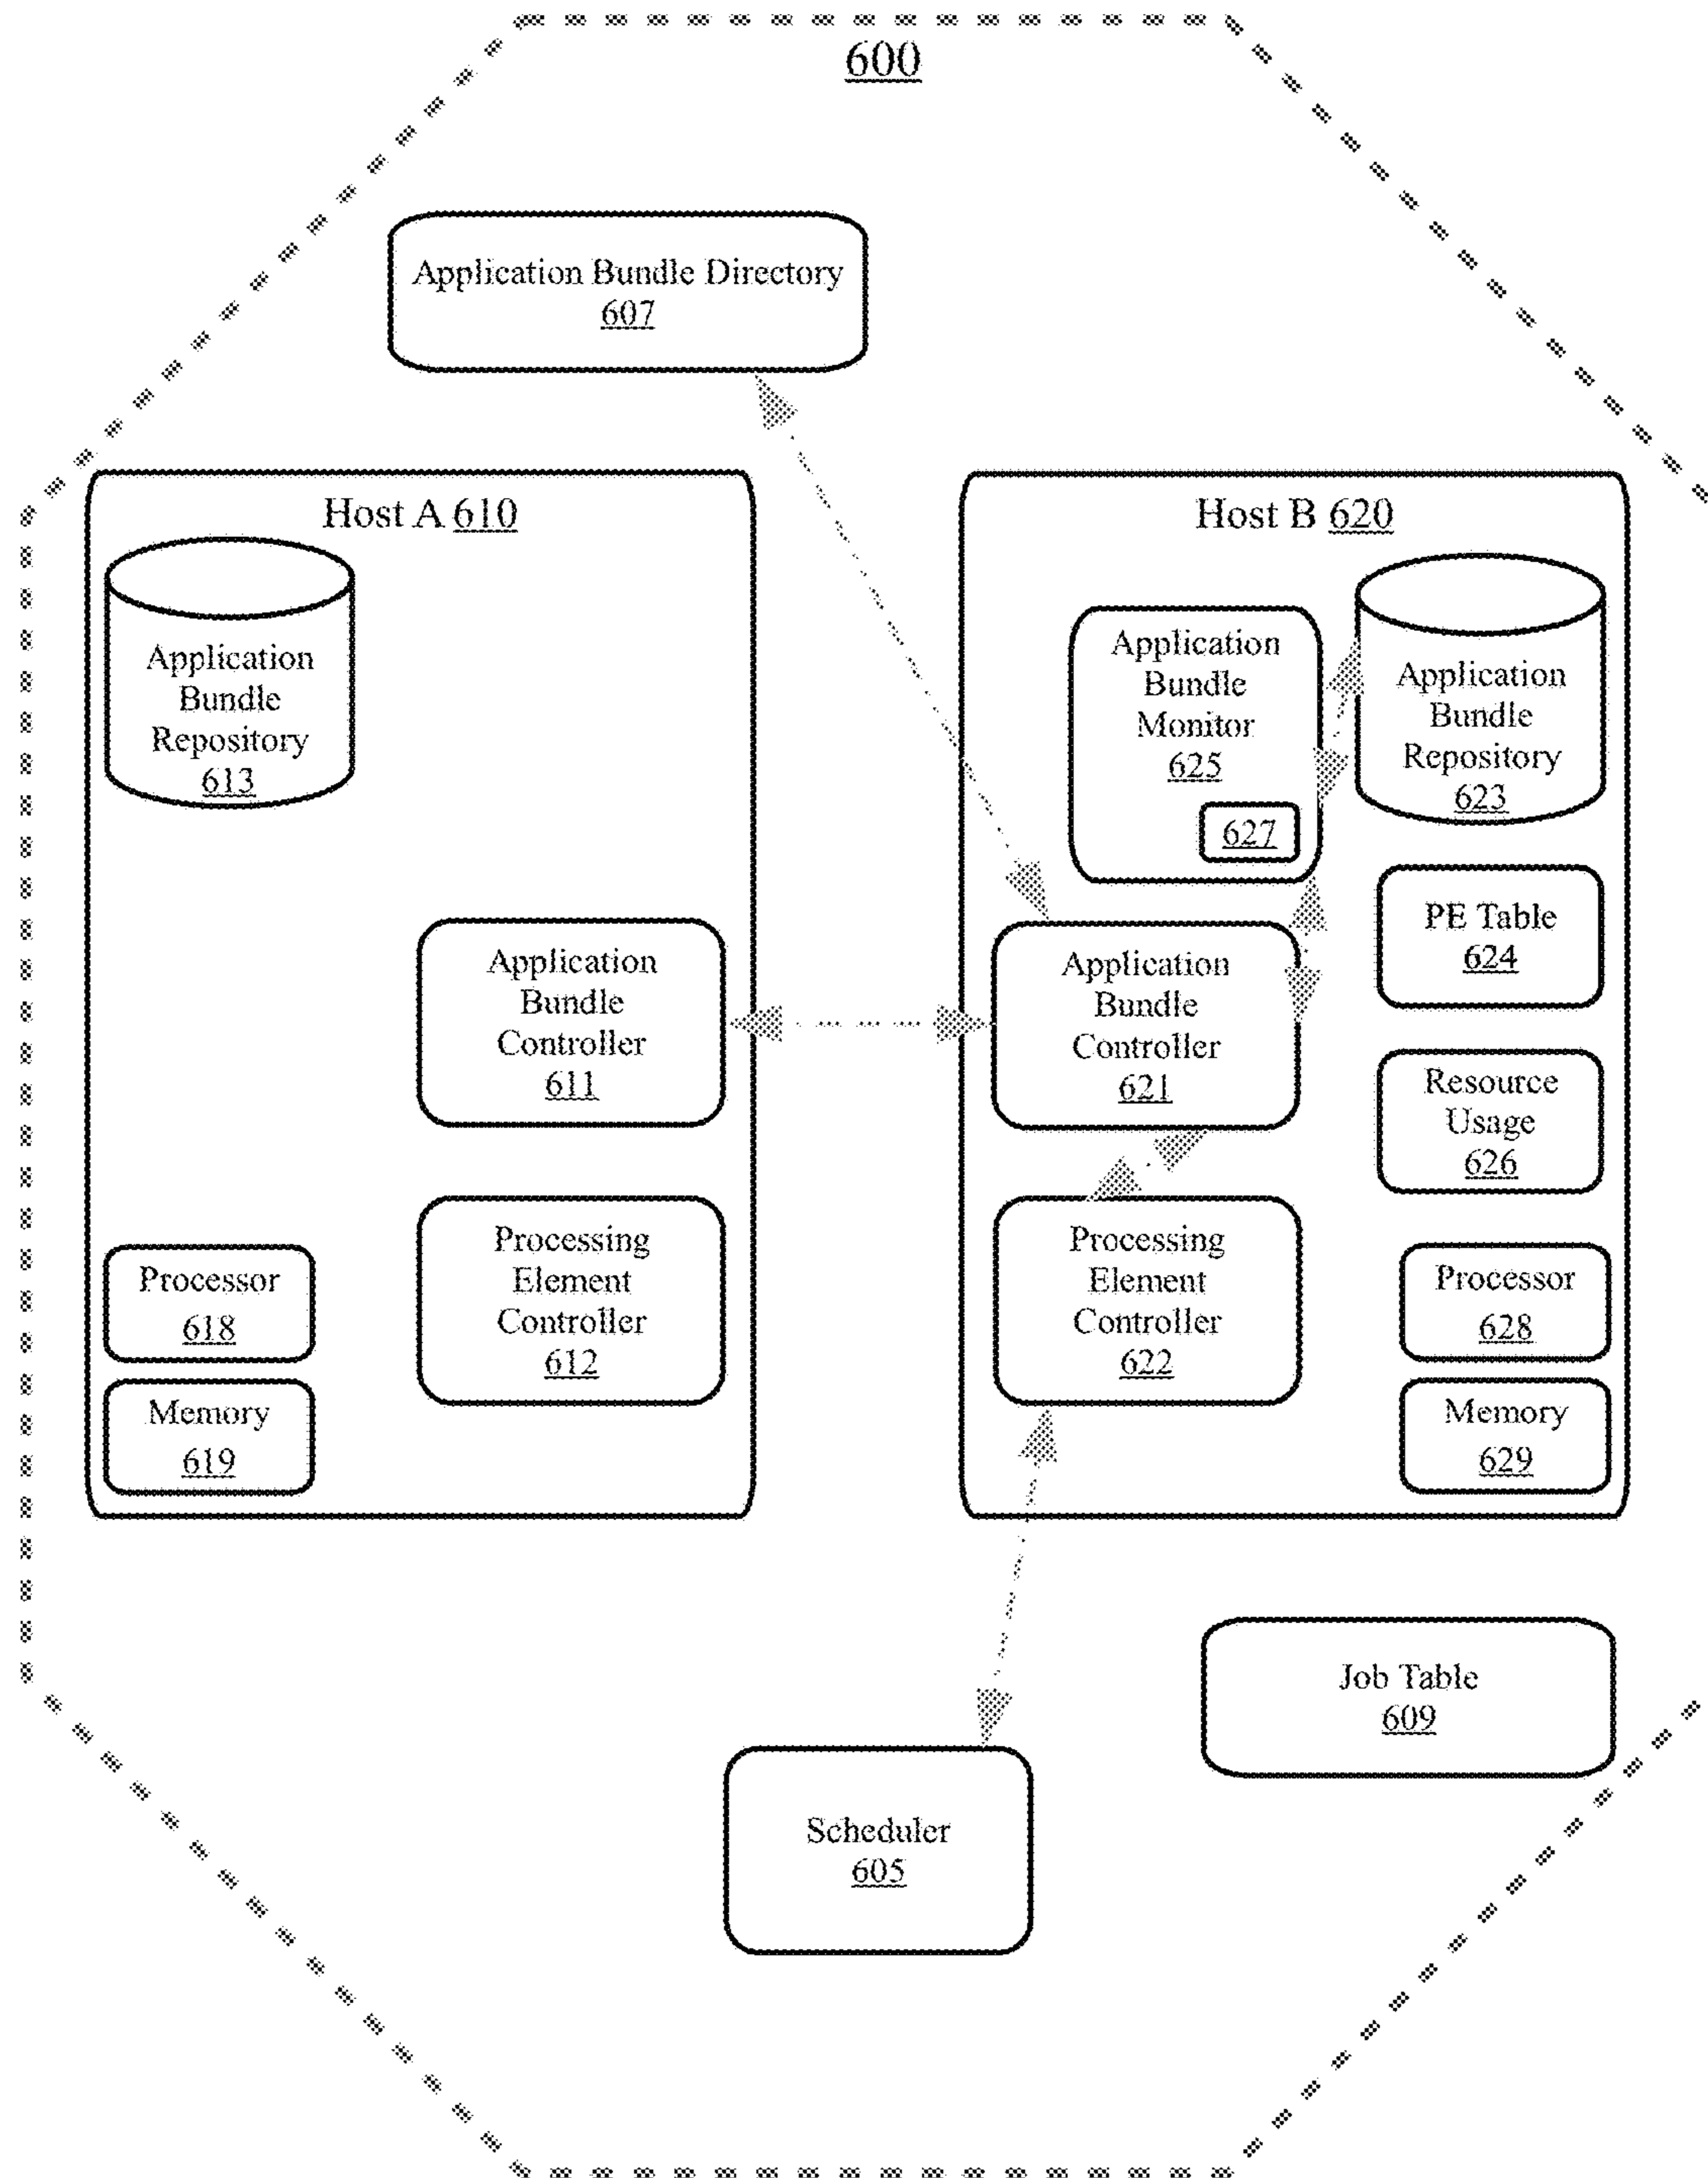 600
Application Bundle Directory
607
Host A 610
Application
Bundle
Repository
613
Application
Bundle
Controller
611
Processing
Element
Controller
612
Processor
618
Memory
619
Host B 620
Application
Bundle
Monitor
625
627
Application
Bundle
Repository
623
PE Table
624
Application
Bundle
Controller
621
Resource
Usage
626
Processing
Element
Controller
622
Processor
628
Memory
629
Job Table
609
Scheduler
605